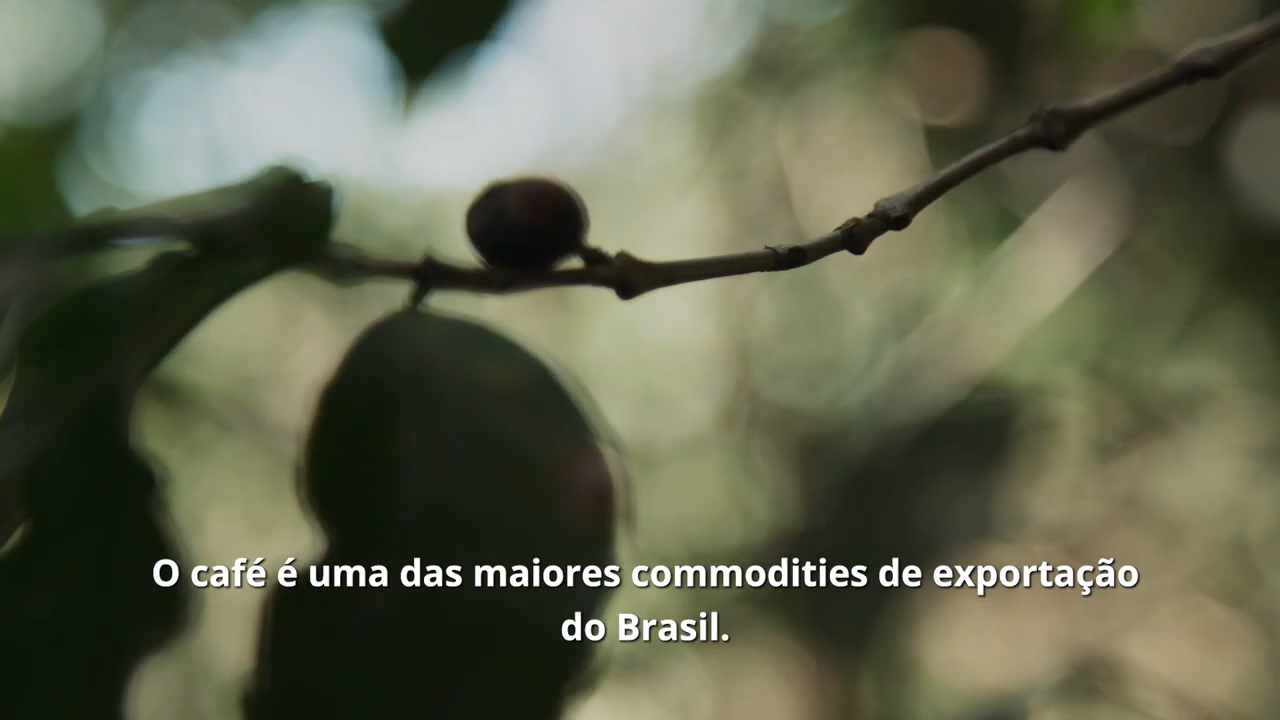 O café é uma das maiores commodities de exportação
do Brasil.